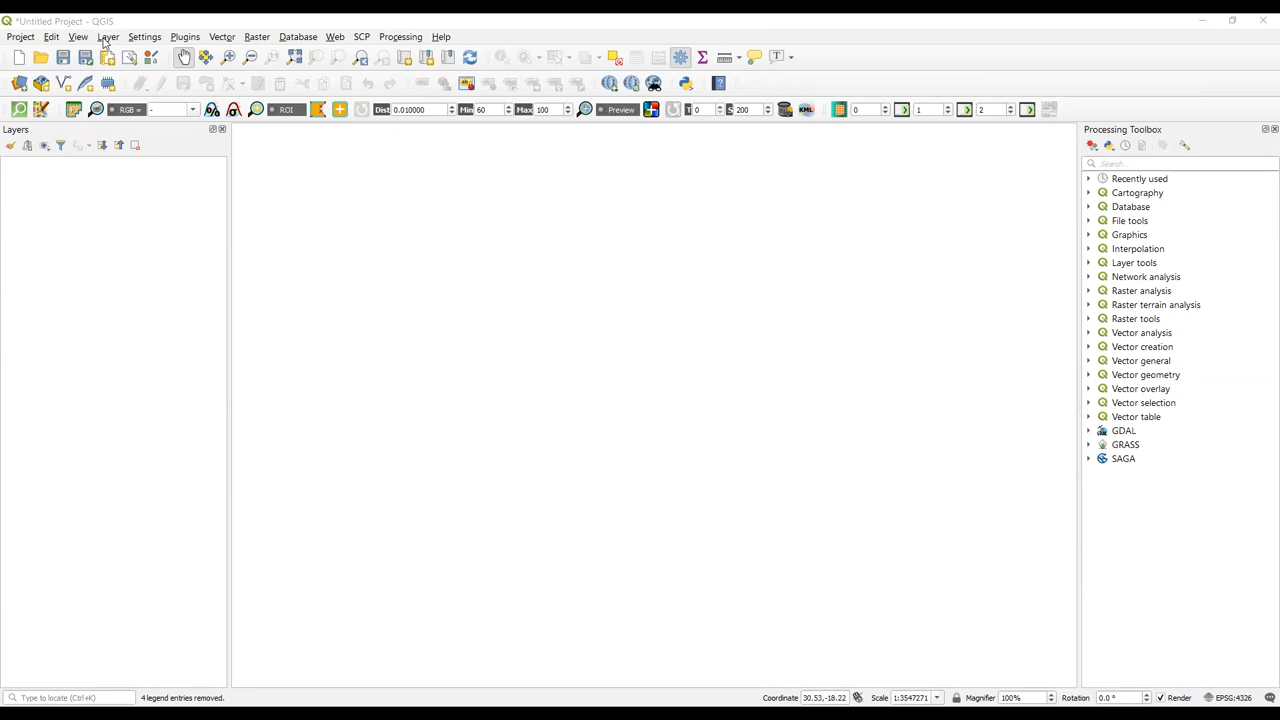 *Untitled Project - QGIS
Project Edit View Layer Settings Plugins Vector Raster Database Web SCP Processing Help
RGB = - ROI Dist 0.010000 Min 60 Max 100 Preview T 0 S 200 KML 0 1 2
Layers
Processing Toolbox
Search...
Recently used
Cartography
Database
File tools
Graphics
Interpolation
Layer tools
Network analysis
Raster analysis
Raster terrain analysis
Raster tools
Vector analysis
Vector creation
Vector general
Vector geometry
Vector overlay
Vector selection
Vector table
GDAL
GRASS
SAGA
Type to locate (Ctrl+K) 4 legend entries removed. Coordinate 30.53,-18.22 Scale 1:3547271 Magnifier 100% Rotation 0.0 ° Render EPSG:4326